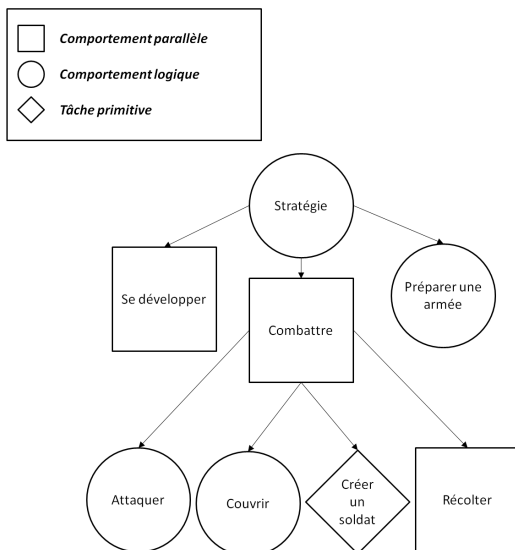 Comportement parallèle
Comportement logique
Tâche primitive
Stratégie
Se développer
Combattre
Préparer une
armée
Attaquer
Couvrir
Créer
un
soldat
Récolter